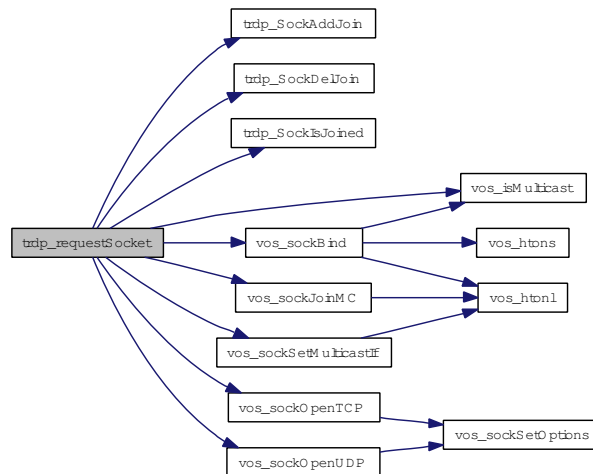 trdp_SockAddJoin
trdp_SockDelJoin
trdp_SockIsJoined
vos_isMulticast
trdp_requestSocket
vos_sockBind
vos_htons
vos_sockJoinMC
vos_htonl
vos_sockSetMulticastIf
vos_sockOpenTCP
vos_sockSetOptions
vos_sockOpenUDP